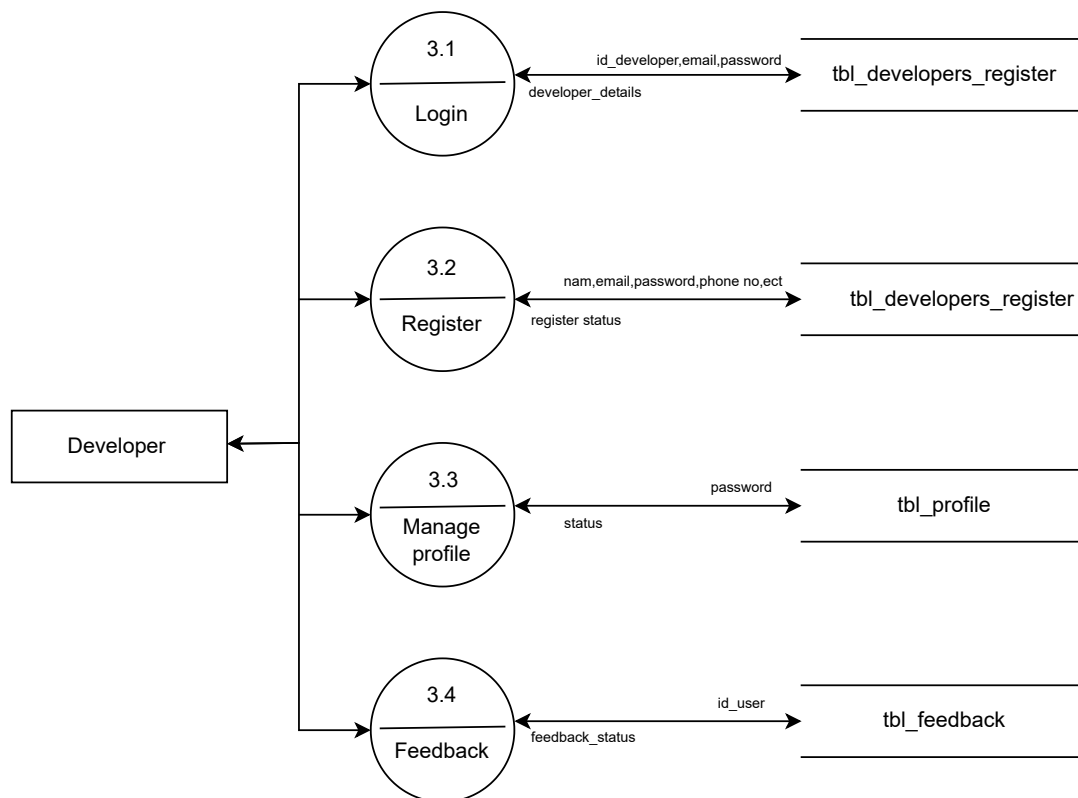 3.1
Login
id_developer,email,password
developer_details
tbl_developers_register
3.2
Register
nam,email,password,phone no,ect
register status
tbl_developers_register
Developer
3.3
Manage
profile
password
status
tbl_profile
3.4
Feedback
id_user
feedback_status
tbl_feedback